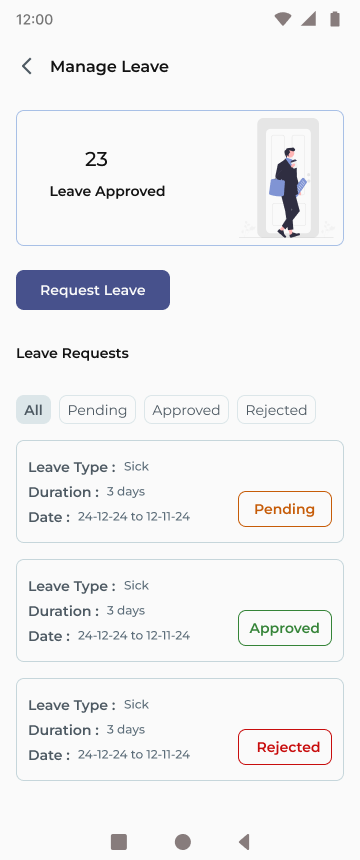 12:00
Manage Leave
23
Leave Approved
Request Leave
Leave Requests
All Pending Approved Rejected
Leave Type : Sick
Duration : 3 days
Date : 24-12-24 to 12-11-24
Pending
Leave Type : Sick
Duration : 3 days
Date : 24-12-24 to 12-11-24
Approved
Leave Type : Sick
Duration : 3 days
Date : 24-12-24 to 12-11-24
Rejected